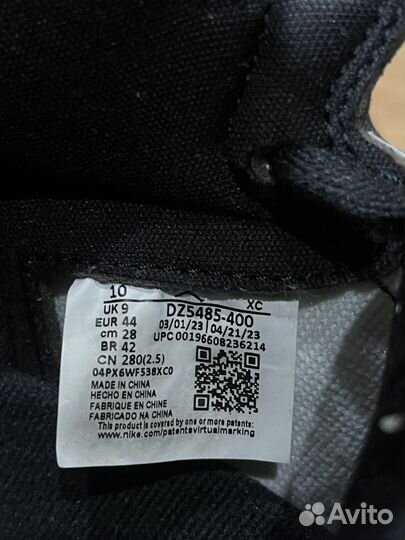 10 XC
UK 9 DZ5485-400
EUR 44 03/01/23 | 04/21/23
cm 28 UPC 00196608236214
BR 42
CN 280(2.5)
04PX6WF538XC0
MADE IN CHINA
HECHO EN CHINA
FABRIQUE EN CHINE
FABRICADO NA CHINA
This product is covered by one or more patents:
www.nike.com/patentsvirtualmarking
Avito